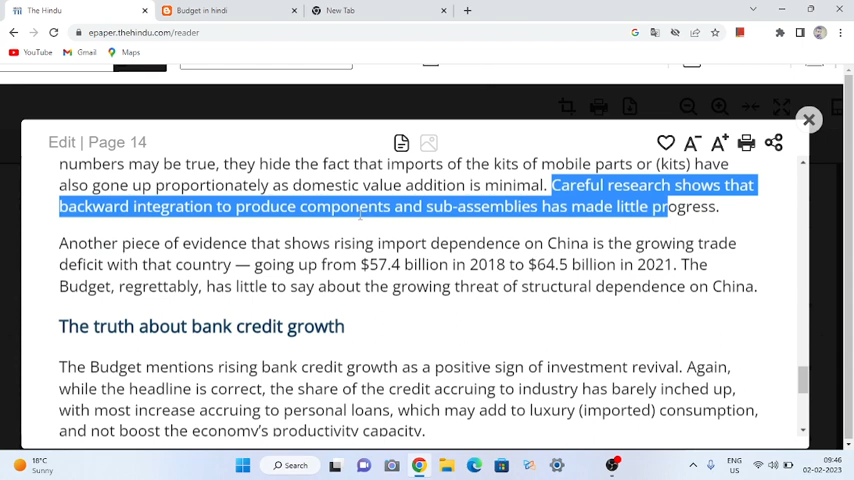 The Hindu
Budget in hindi
New Tab
epaper.thehindu.com/reader
YouTube
Gmail
Maps
Edit | Page 14
A-
A+
numbers may be true, they hide the fact that imports of the kits of mobile parts or (kits) have
also gone up proportionately as domestic value addition is minimal. Careful research shows that
backward integration to produce components and sub-assemblies has made little progress.
Another piece of evidence that shows rising import dependence on China is the growing trade
deficit with that country — going up from $57.4 billion in 2018 to $64.5 billion in 2021. The
Budget, regrettably, has little to say about the growing threat of structural dependence on China.
The truth about bank credit growth
The Budget mentions rising bank credit growth as a positive sign of investment revival. Again,
while the headline is correct, the share of the credit accruing to industry has barely inched up,
with most increase accruing to personal loans, which may add to luxury (imported) consumption,
and not boost the economy's productivity capacity.
18°C
Sunny
Search
ENG
US
09:46
02-02-2023